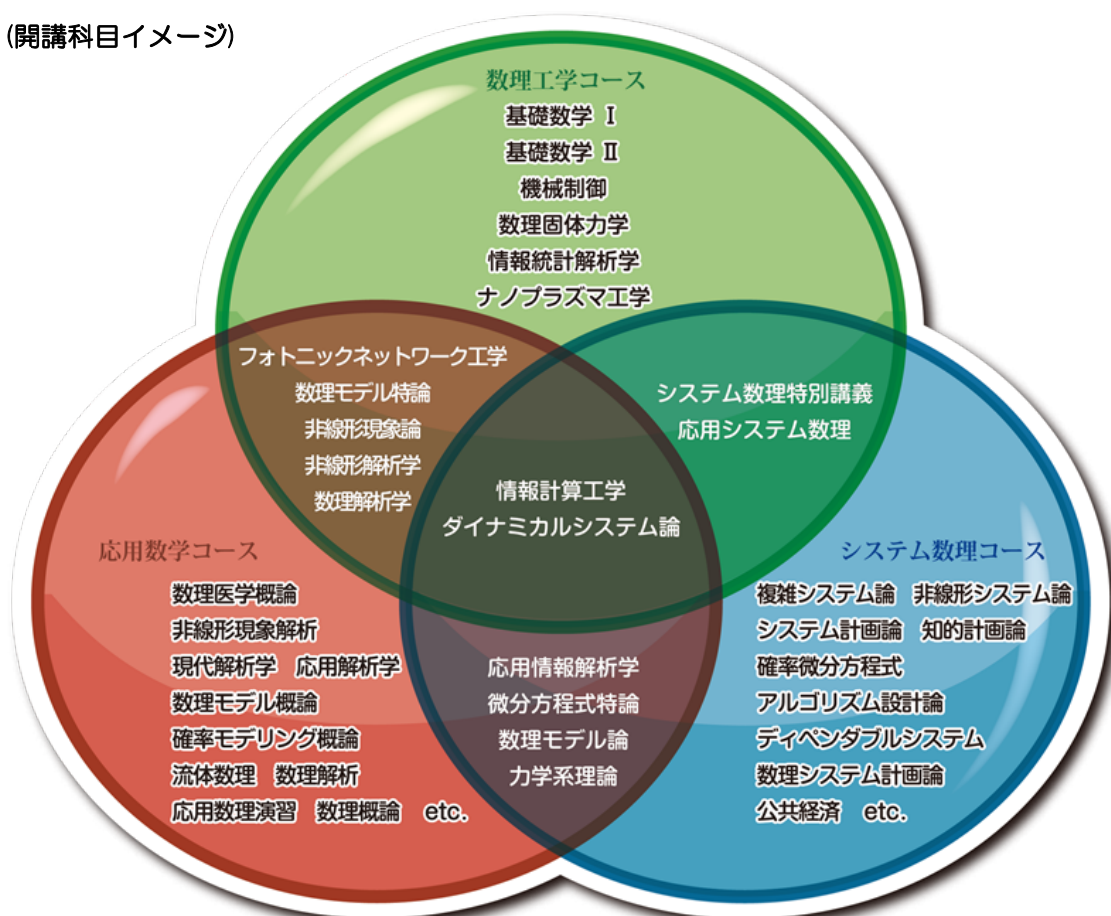 (開講科目イメージ)
数理工学コース
基礎数学 Ⅰ
基礎数学 Ⅱ
機械制御
数理固体力学
情報統計解析学
ナノプラズマ工学
フォトニックネットワーク工学
数理モデル特論
非線形現象論
非線形解析学
数理解析学
システム数理特別講義
応用システム数理
情報計算工学
ダイナミカルシステム論
応用数学コース
数理医学概論
非線形現象解析
現代解析学 応用解析学
数理モデル概論
確率モデリング概論
流体数理 数理解析
応用数理演習 数理概論 etc.
応用情報解析学
微分方程式特論
数理モデル論
力学系理論
システム数理コース
複雑システム論 非線形システム論
システム計画論 知的計画論
確率微分方程式
アルゴリズム設計論
ディペンダブルシステム
数理システム計画論
公共経済 etc.